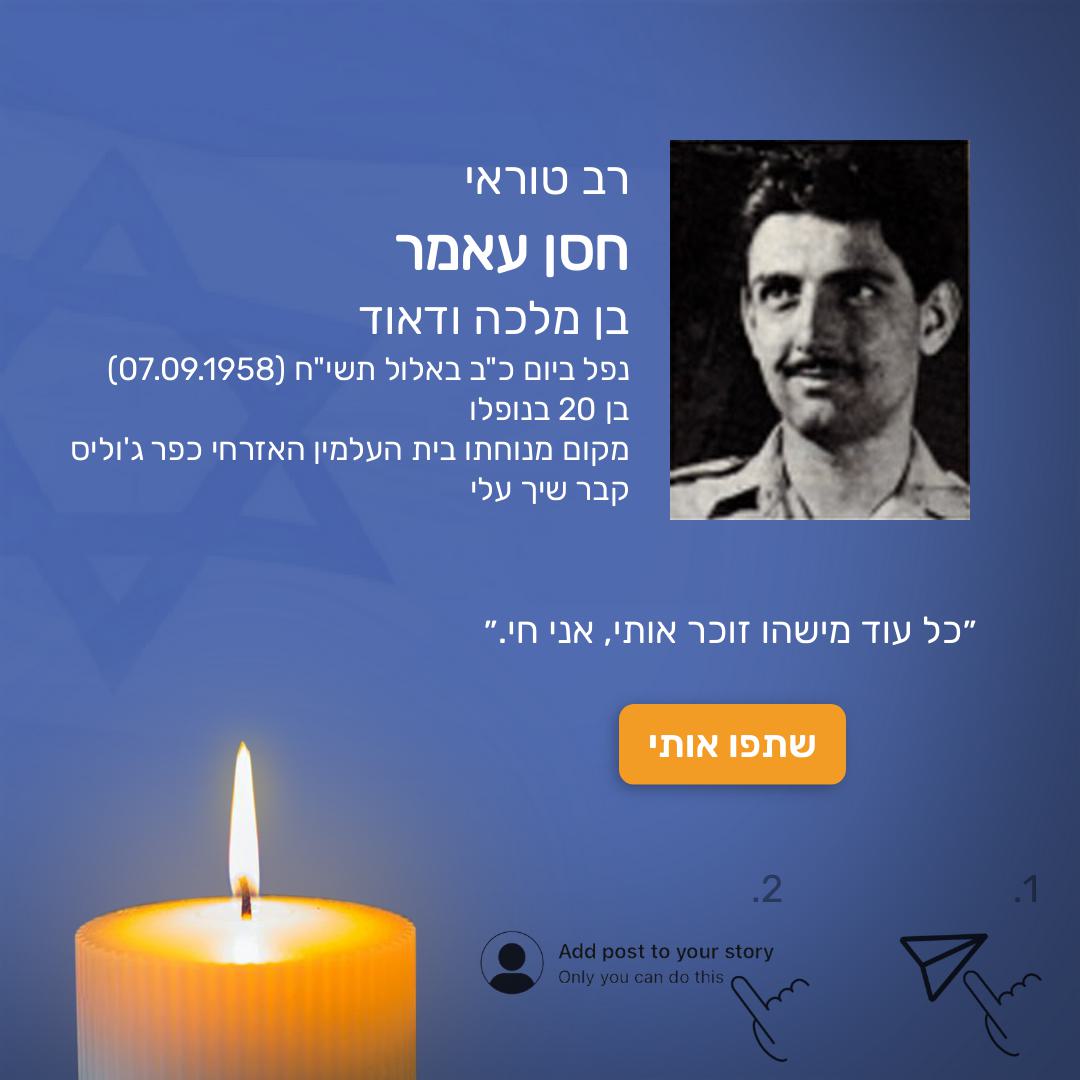 רב טוראי
חסן עאמר
בן מלכה ודאוד
נפל ביום כ"ב באלול תשי"ח (07.09.1958)
בן 20 בנופלו
מקום מנוחתו בית העלמין האזרחי כפר ג'וליס
קבר שיך עלי
״כל עוד מישהו זוכר אותי, אני חי.״
שתפו אותי
1.
2.
Add post to your story
Only you can do this